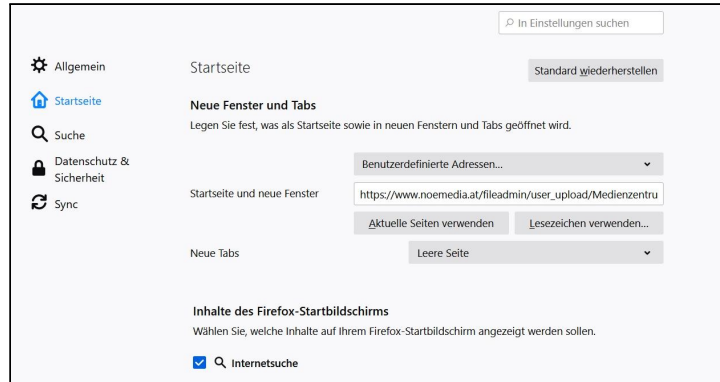 In Einstellungen suchen
Allgemein
Startseite
Suche
Datenschutz &
Sicherheit
Sync
Startseite
Standard wiederherstellen
Neue Fenster und Tabs
Legen Sie fest, was als Startseite sowie in neuen Fenstern und Tabs geöffnet wird.
Benutzerdefinierte Adressen...
Startseite und neue Fenster
https://www.noemedia.at/fileadmin/user_upload/Medienzentru
Aktuelle Seiten verwenden
Lesezeichen verwenden...
Neue Tabs
Leere Seite
Inhalte des Firefox-Startbildschirms
Wählen Sie, welche Inhalte auf Ihrem Firefox-Startbildschirm angezeigt werden sollen.
Internetsuche